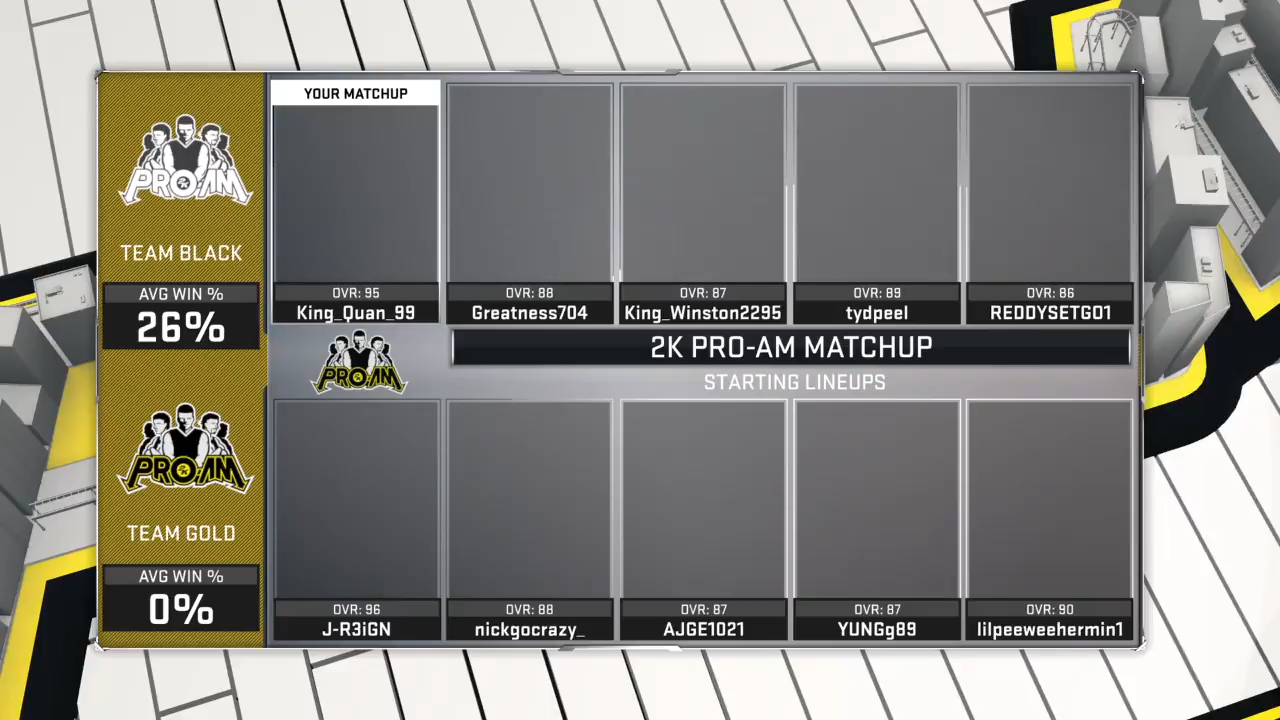 YOUR MATCHUP
PRO-AM
TEAM BLACK
AVG WIN %
26%
OVR: 95
King_Quan_99
OVR: 88
Greatness704
OVR: 87
King_Winston2295
OVR: 89
tydpeel
OVR: 86
REDDYSETGO1
PRO-AM
2K PRO-AM MATCHUP
STARTING LINEUPS
PRO-AM
TEAM GOLD
AVG WIN %
0%
OVR: 96
J-R3iGN
OVR: 88
nickgocrazy_
OVR: 87
AJGE1021
OVR: 87
YUNGg89
OVR: 90
lilpeeweehermin1